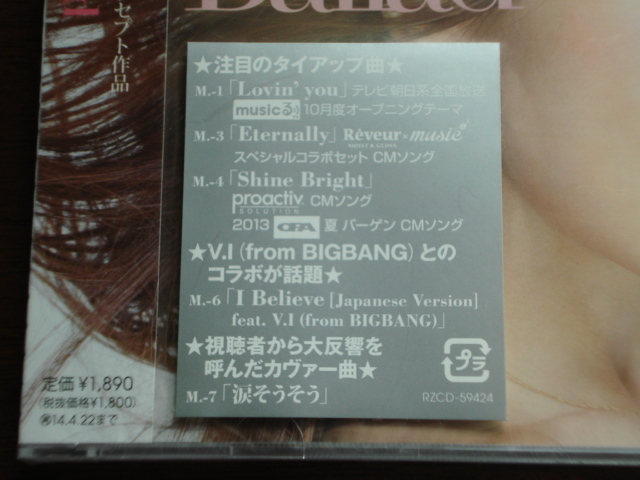 Ballad
セプト作品
★注目のタイアップ曲★
M.-1「Lovin' you」テレビ朝日系全国放送
musicる 10月度オープニングテーマ
M.-3「Eternally」Rêveur×music
スペシャルコラボセット CMソング
M.-4「Shine Bright」
proactiv SOLUTION CMソング
2013 OPA 夏 バーゲン CMソング
★V.I (from BIGBANG) との
コラボが話題★
M.-6「I Believe [Japanese Version]
feat. V.I (from BIGBANG)」
★視聴者から大反響を
呼んだカヴァー曲★
M.-7「涙そうそう」
プラ
RZCD-59424
定価 ¥1,890
(税抜価格¥1,800)
14.4.22まで